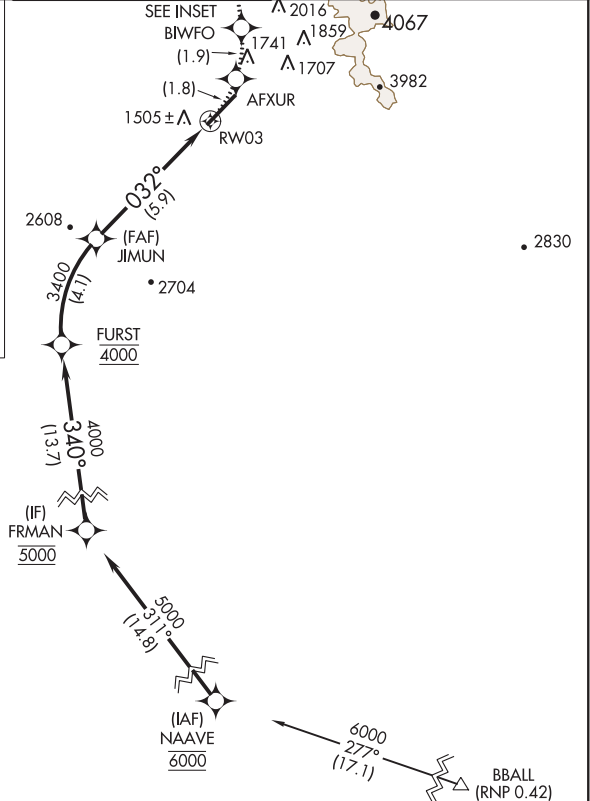 SEE INSET
BIWFO
2016
4067
1859
(1.9)
1741
1707
3982
(1.8)
AFXUR
1505 ±
RW03
032°
(5.9)
2608
(FAF)
JIMUN
2830
3400
(4.1)
2704
FURST
4000
4000
340°
(13.7)
(IF)
FRMAN
5000
5000
311°
(14.8)
(IAF)
NAAVE
6000
6000
277°
(17.1)
BBALL
(RNP 0.42)